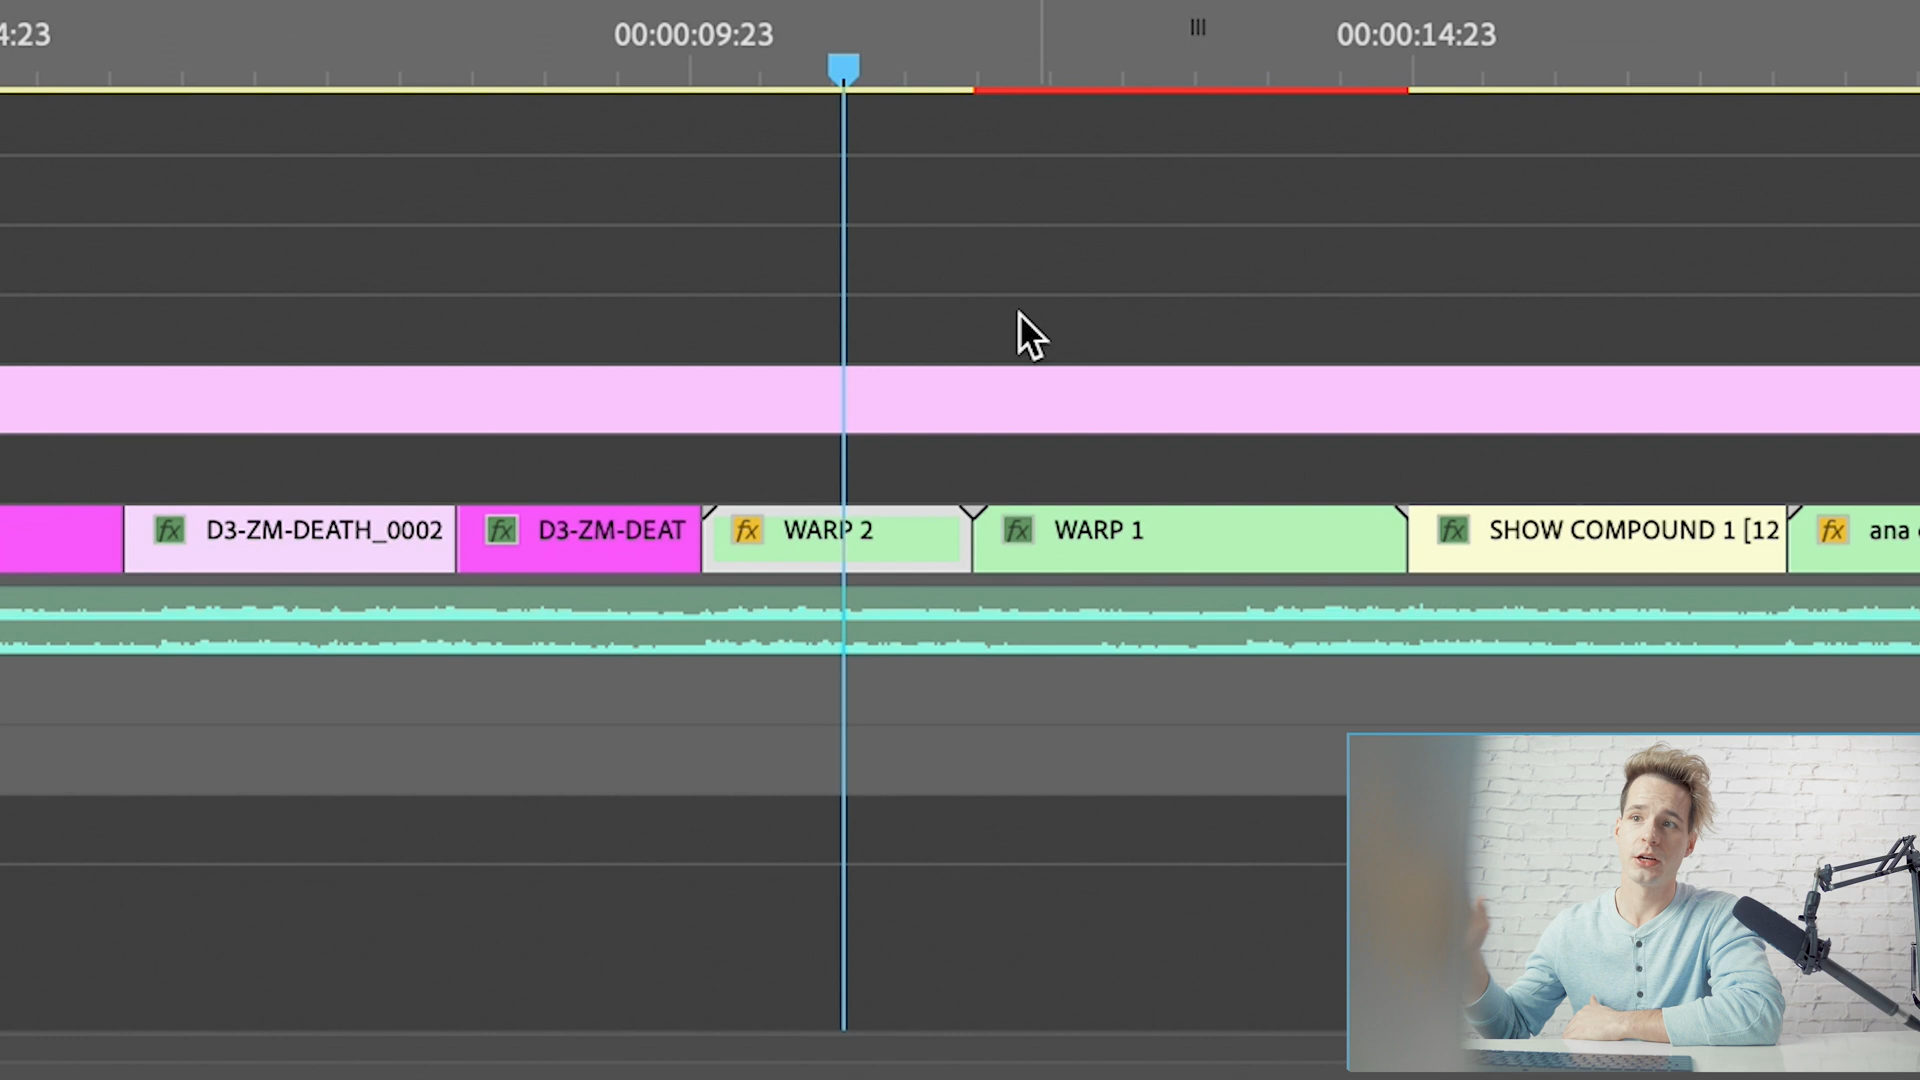 4:23
00:00:09:23
00:00:14:23
fx D3-ZM-DEATH_0002
fx D3-ZM-DEAT
fx WARP 2
fx WARP 1
fx SHOW COMPOUND 1 [12
fx ana